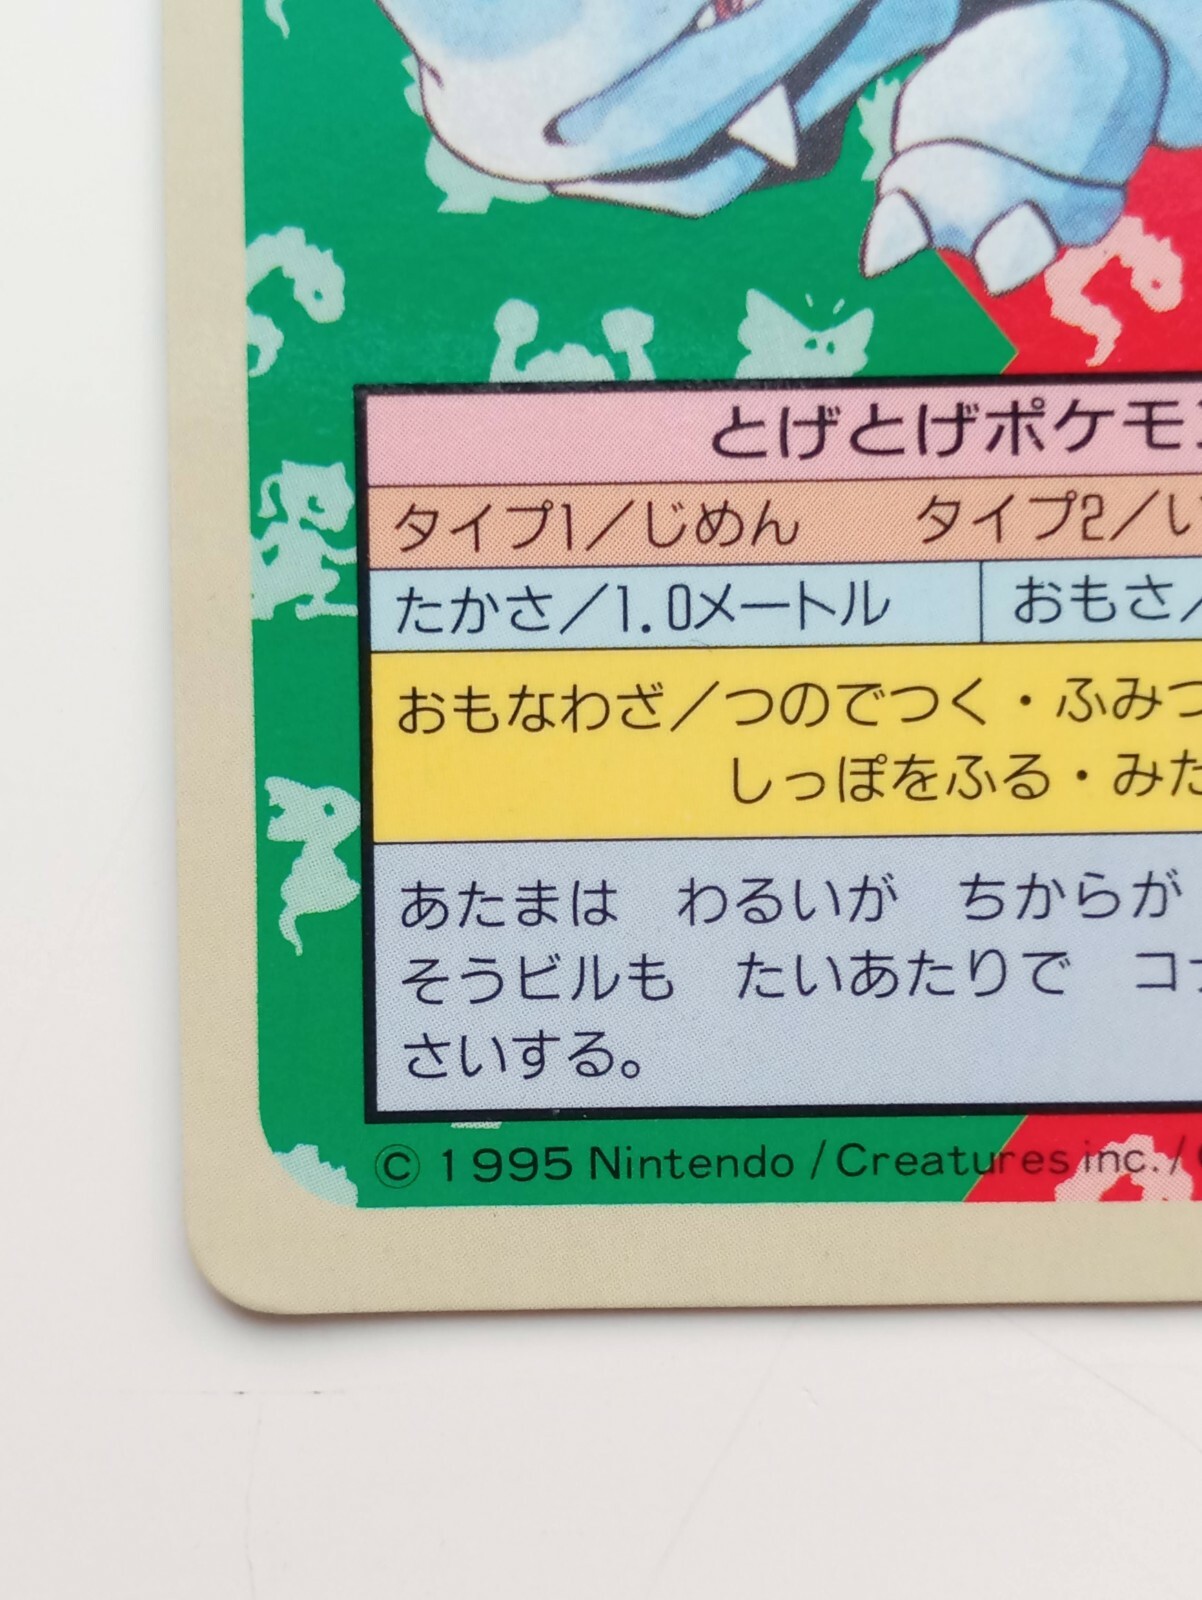 とげとげポケモン
タイプ1／じめん　タイプ2／い
たかさ／1.0メートル　おもさ／
おもなわざ／つのでつく・ふみつ
しっぽをふる・みた
あたまは　わるいが　ちからが
そうビルも　たいあたりで　コナ
さいする。
© 1995 Nintendo / Creatures inc. /